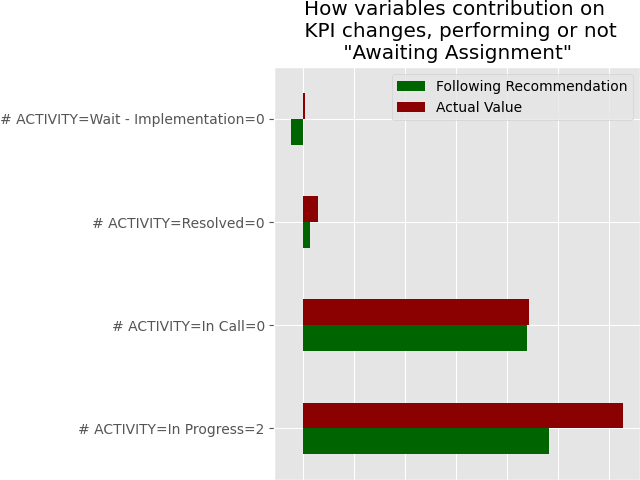 How variables contribution on
KPI changes, performing or not
"Awaiting Assignment"
Following Recommendation
Actual Value
# ACTIVITY=Wait - Implementation=0
# ACTIVITY=Resolved=0
# ACTIVITY=In Call=0
# ACTIVITY=In Progress=2